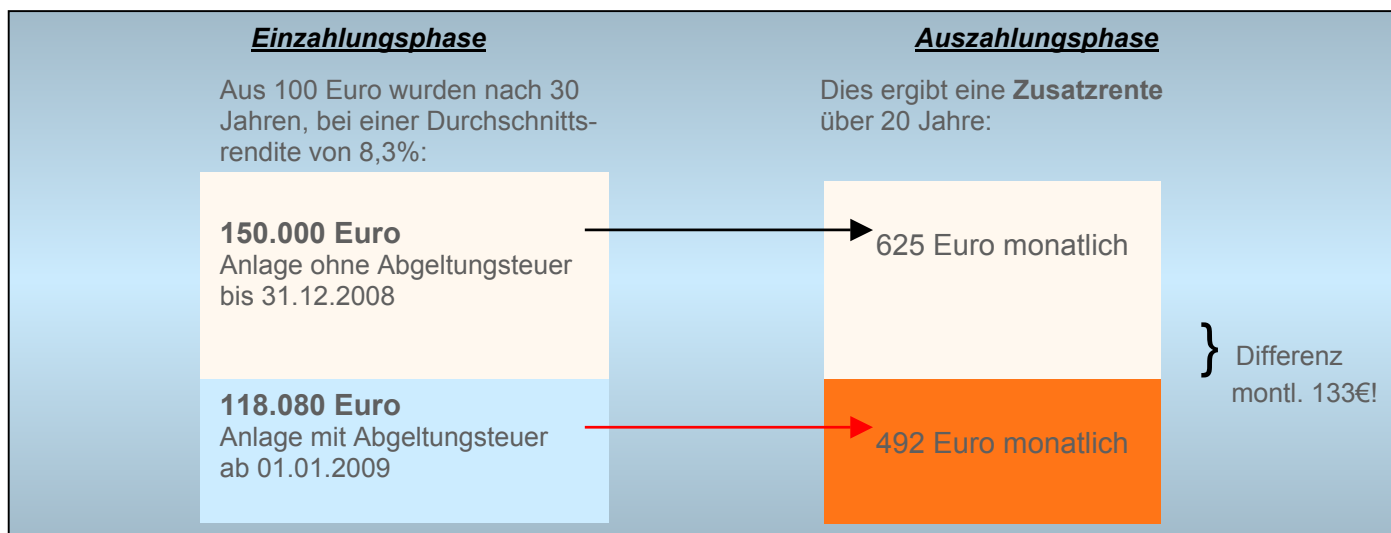 Einzahlungsphase
Aus 100 Euro wurden nach 30
Jahren, bei einer Durchschnitts-
rendite von 8,3%:
150.000 Euro
Anlage ohne Abgeltungsteuer
bis 31.12.2008
118.080 Euro
Anlage mit Abgeltungsteuer
ab 01.01.2009
Auszahlungsphase
Dies ergibt eine Zusatzrente
über 20 Jahre:
625 Euro monatlich
492 Euro monatlich
} Differenz
montl. 133€!